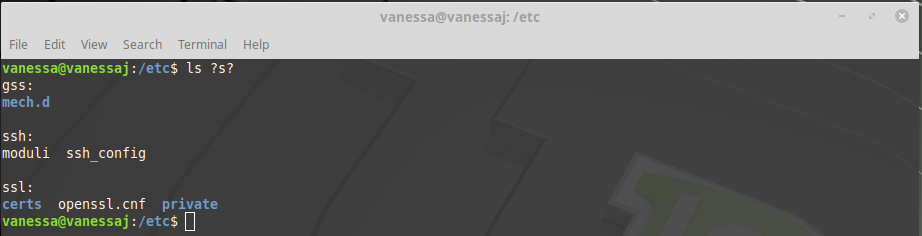 vanessa@vanessaj: /etc
File Edit View Search Terminal Help
vanessa@vanessaj:/etc$ ls ?s?
gss:
mech.d

ssh:
moduli  ssh_config

ssl:
certs  openssl.cnf  private
vanessa@vanessaj:/etc$